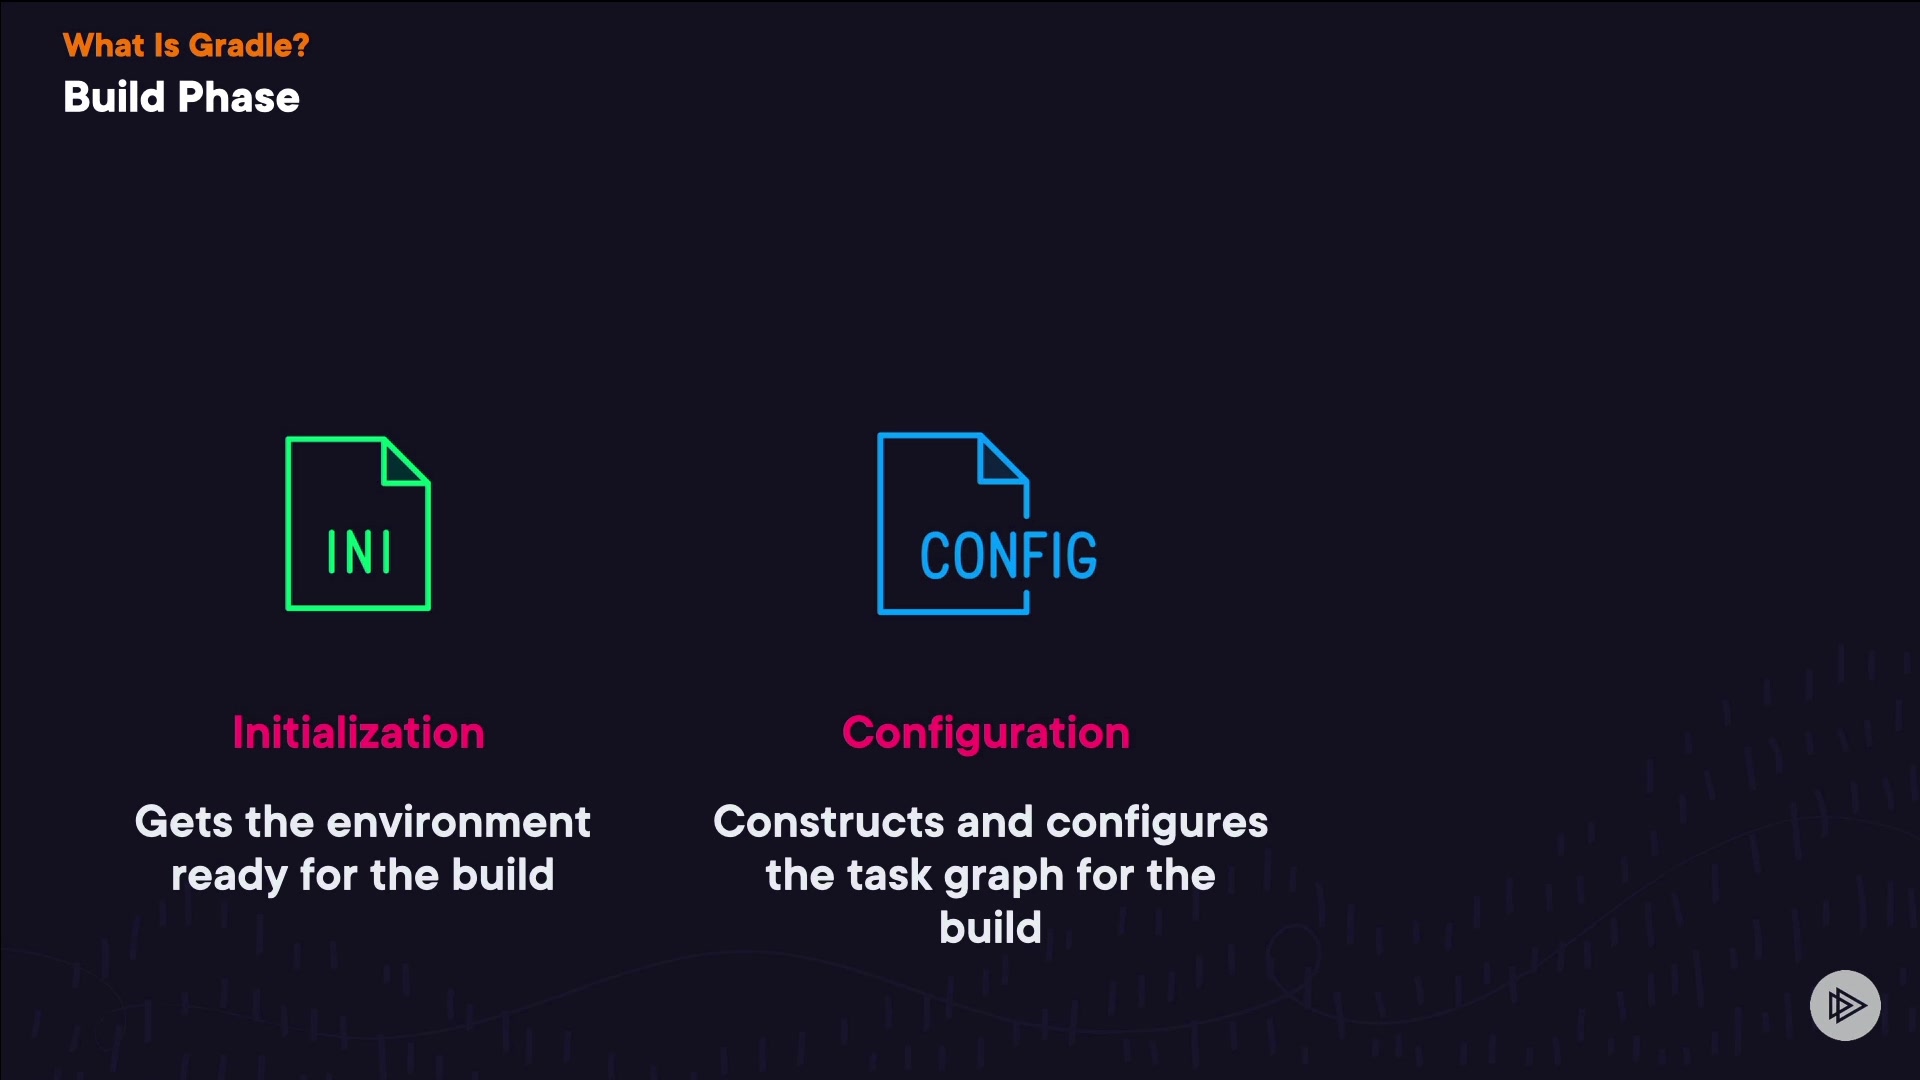 What Is Gradle?
Build Phase
INI
CONFIG
Initialization
Configuration
Gets the environment
ready for the build
Constructs and configures
the task graph for the
build